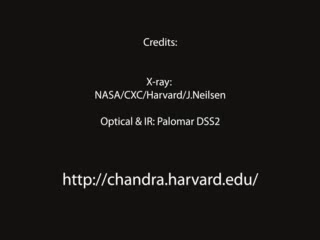 Credits:
X-ray:
NASA/CXC/Harvard/J.Neilsen
Optical & IR: Palomar DSS2
http://chandra.harvard.edu/